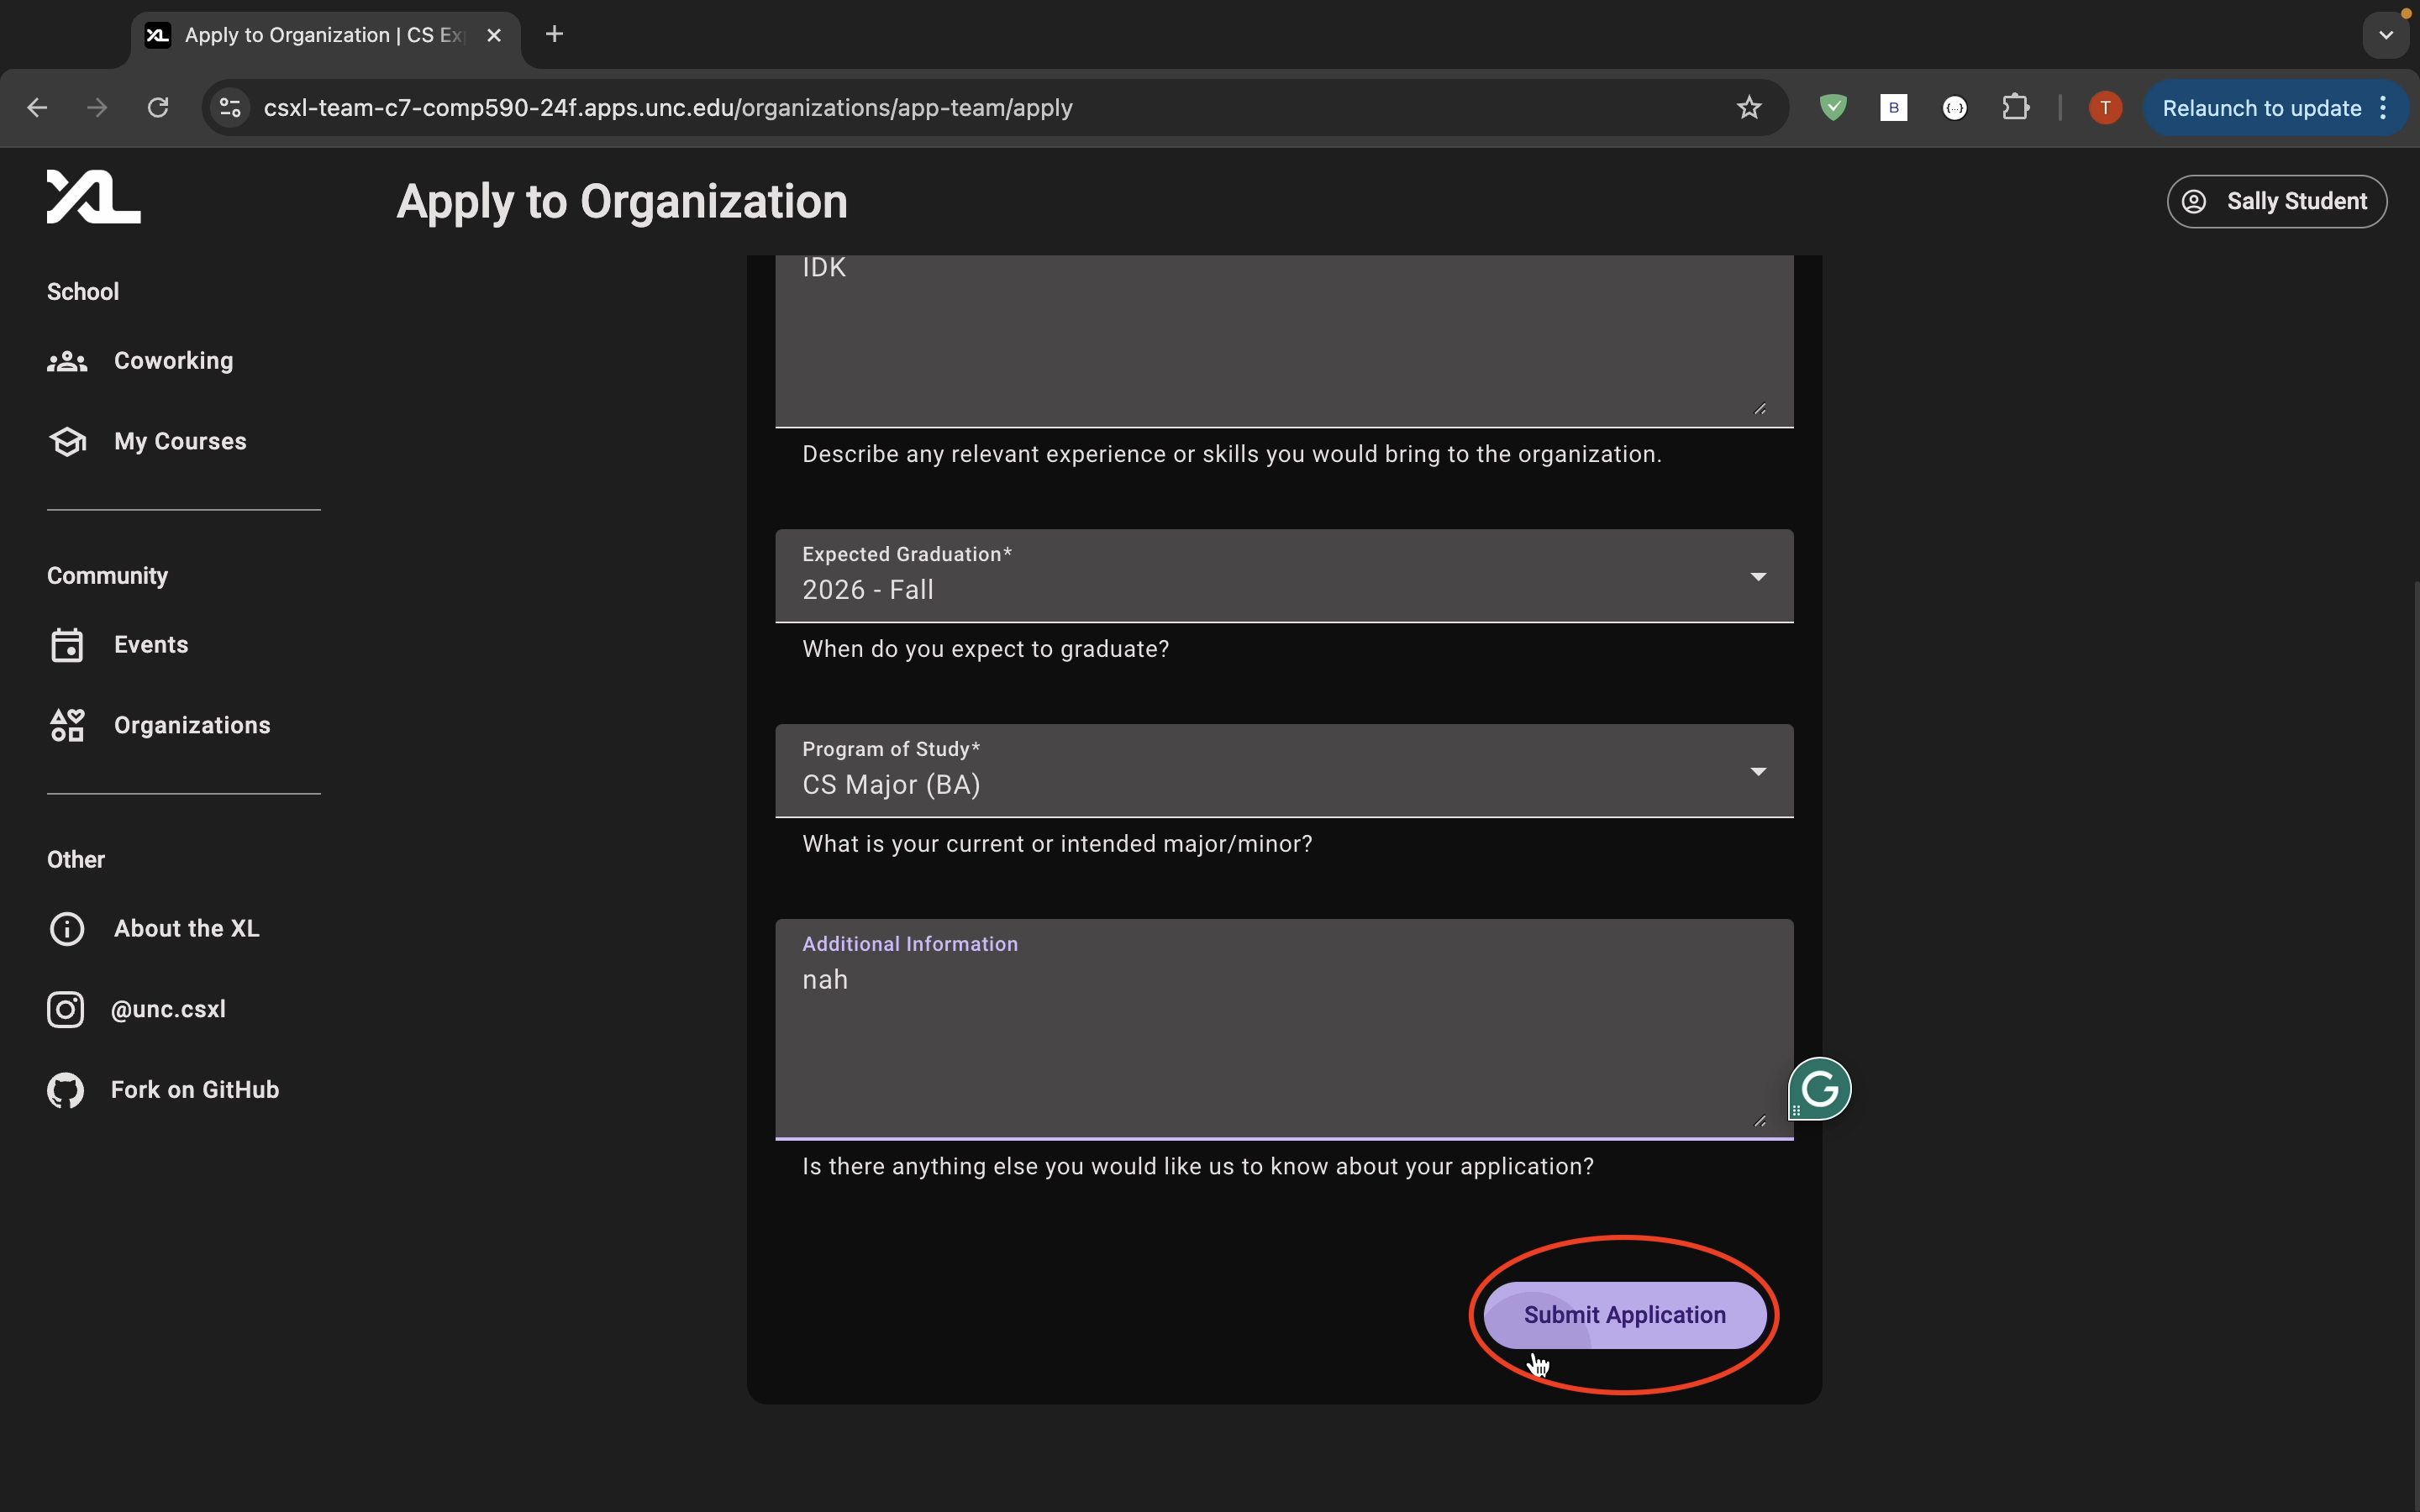 Apply to Organization | CS Ex
csxl-team-c7-comp590-24f.apps.unc.edu/organizations/app-team/apply
B
{...}
T
Relaunch to update
XL
Apply to Organization
Sally Student
School
Coworking
My Courses
Community
Events
Organizations
Other
About the XL
@unc.csxl
Fork on GitHub
IDK
Describe any relevant experience or skills you would bring to the organization.
Expected Graduation*
2026 - Fall
When do you expect to graduate?
Program of Study*
CS Major (BA)
What is your current or intended major/minor?
Additional Information
nah
G
Is there anything else you would like us to know about your application?
Submit Application